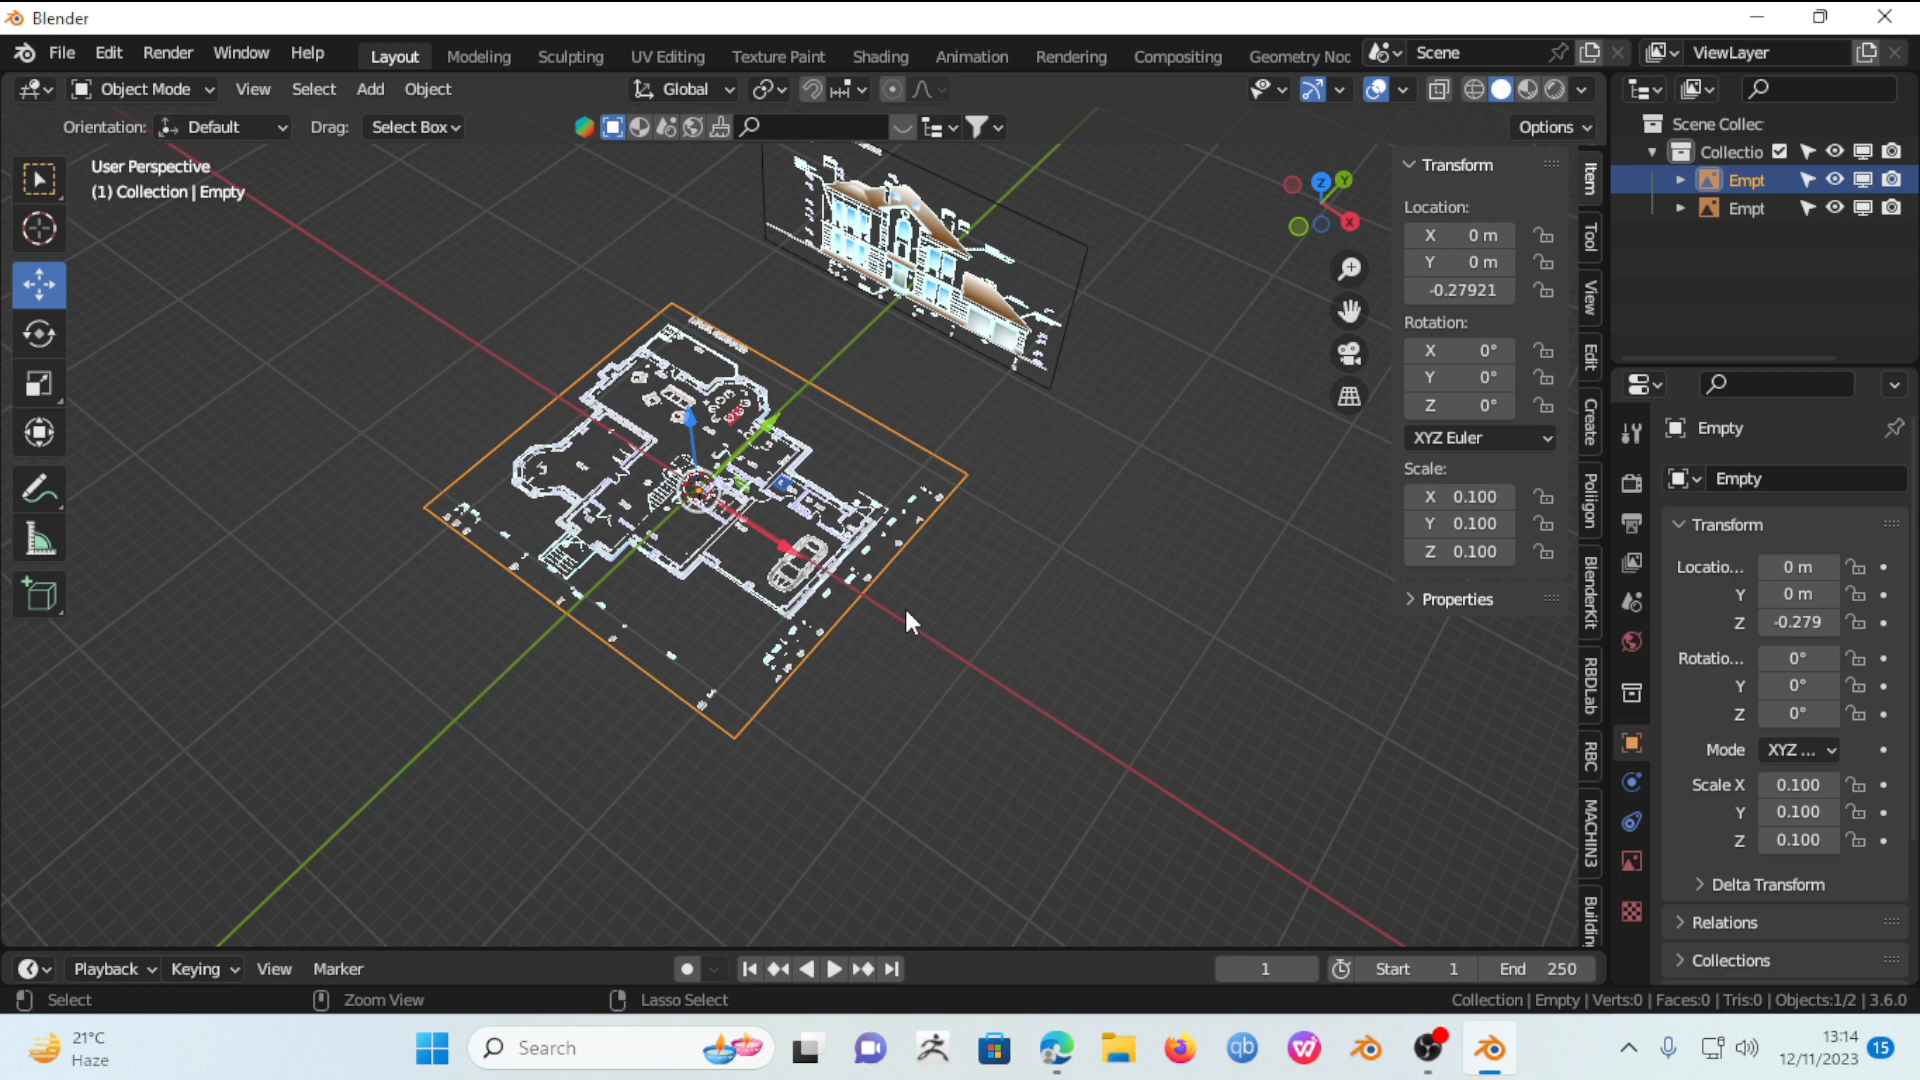 Blender
File Edit Render Window Help Layout Modeling Sculpting UV Editing Texture Paint Shading Animation Rendering Compositing Geometry Noc Scene ViewLayer
Object Mode View Select Add Object Global
Orientation: Default Drag: Select Box Options
User Perspective
(1) Collection | Empty
Z Y X
Transform
Location:
X 0 m
Y 0 m
-0.27921
Rotation:
X 0°
Y 0°
Z 0°
XYZ Euler
Scale:
X 0.100
Y 0.100
Z 0.100
Properties
Item
Tool
View
Edit
Create
Poliigon
BlenderKit
RBDLab
RBC
MACHIN3
Building
Scene Collec
Collectio
Empt
Empt
Empty
Empty
Transform
Locatio... 0 m
Y 0 m
Z -0.279
Rotatio... 0°
Y 0°
Z 0°
Mode XYZ ...
Scale X 0.100
Y 0.100
Z 0.100
Delta Transform
Relations
Collections
Playback Keying View Marker 1 Start 1 End 250
Select Zoom View Lasso Select Collection | Empty | Verts:0 | Faces:0 | Tris:0 | Objects:1/2 | 3.6.0
21°C
Haze
Search
qb
13:14
12/11/2023
15